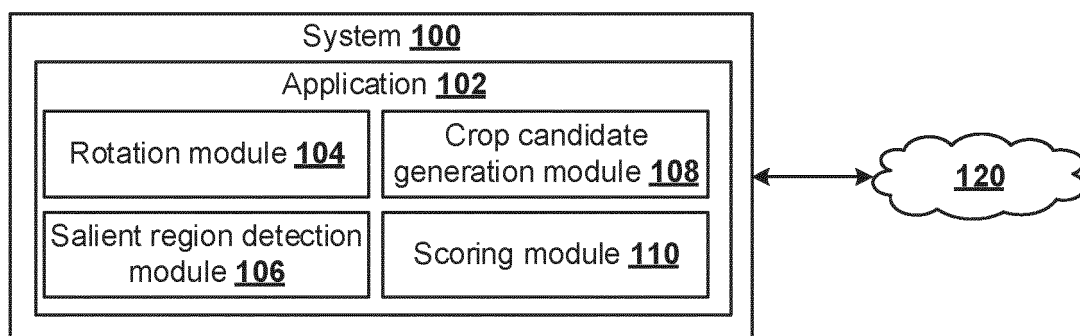 System 100
Application 102
Rotation module 104
Crop candidate
generation module 108
Salient region detection
module 106
Scoring module 110
120